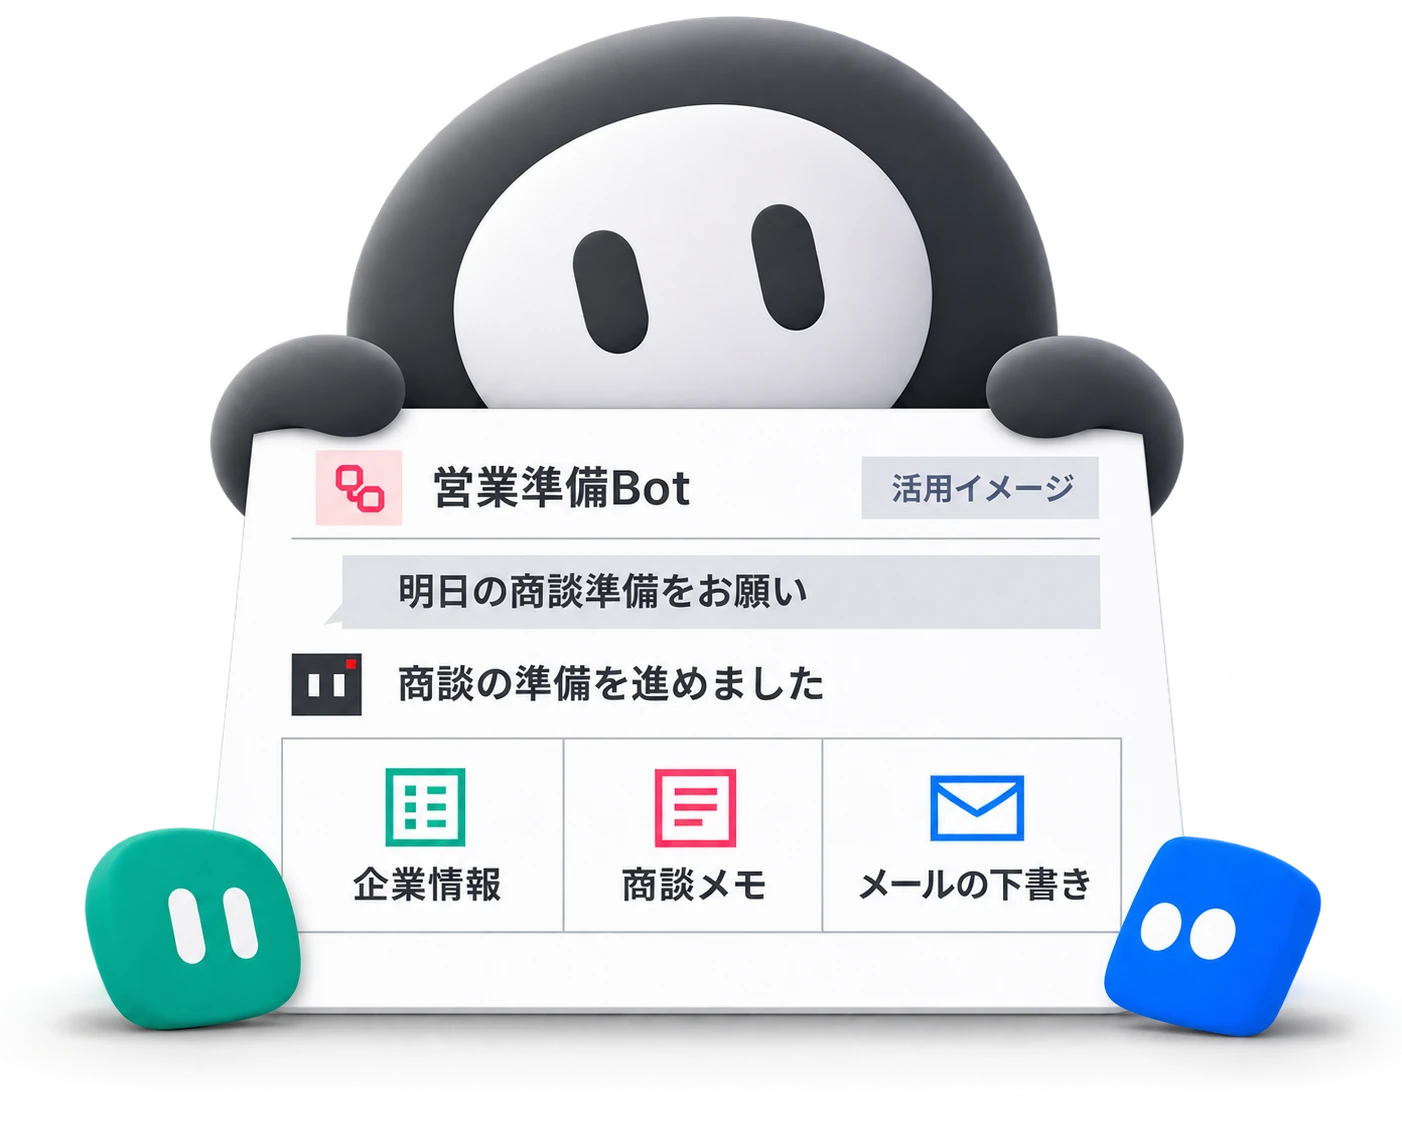 営業準備Bot
活用イメージ
明日の商談準備をお願い
商談の準備を進めました
企業情報
商談メモ
メールの下書き